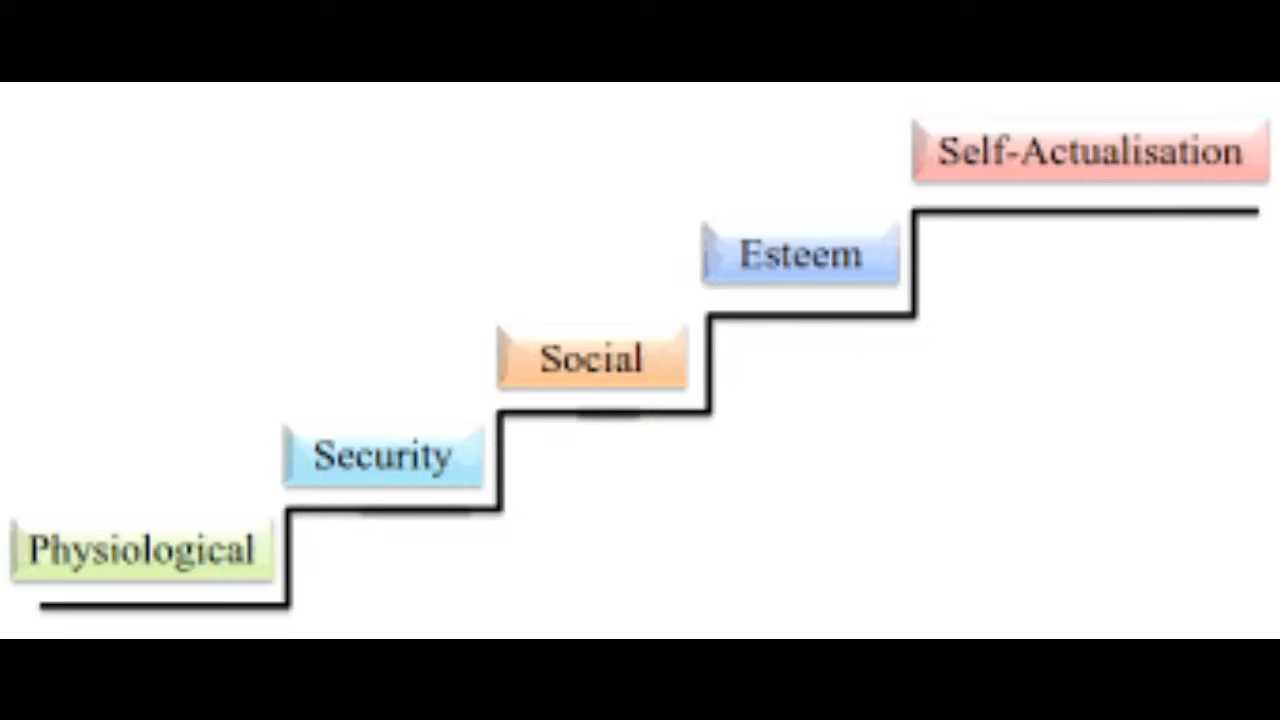 Self-Actualisation
Esteem
Social
Security
Physiological